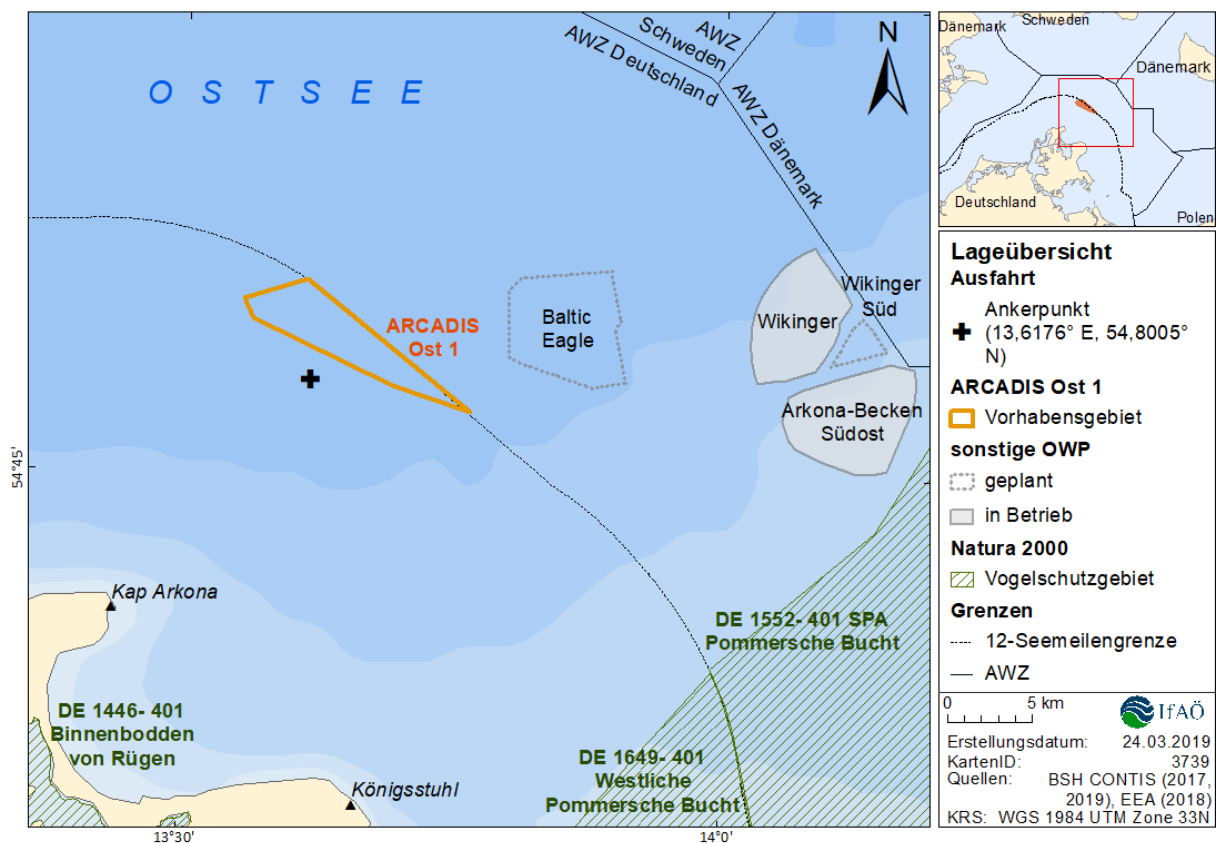 O S T S E E
AWZ
Schweden
AWZ Deutschland
AWZ Dänemark
N
ARCADIS
Ost 1
Baltic
Eagle
Wikinger
Wikinger
Süd
Arkona-Becken
Südost
54°45'
Kap Arkona
DE 1552- 401 SPA
Pommersche Bucht
DE 1446- 401
Binnenbodden
von Rügen
DE 1649- 401
Westliche
Pommersche Bucht
Königsstuhl
13°30'
14°0'
Dänemark
Schweden
Dänemark
Deutschland
Polen
Lageübersicht
Ausfahrt
Ankerpunkt
(13,6176° E, 54,8005°
N)
ARCADIS Ost 1
Vorhabensgebiet
sonstige OWP
geplant
in Betrieb
Natura 2000
Vogelschutzgebiet
Grenzen
12-Seemeilengrenze
AWZ
0 5 km
IfAÖ
Erstellungsdatum: 24.03.2019
KartenID: 3739
Quellen: BSH CONTIS (2017,
2019), EEA (2018)
KRS: WGS 1984 UTM Zone 33N